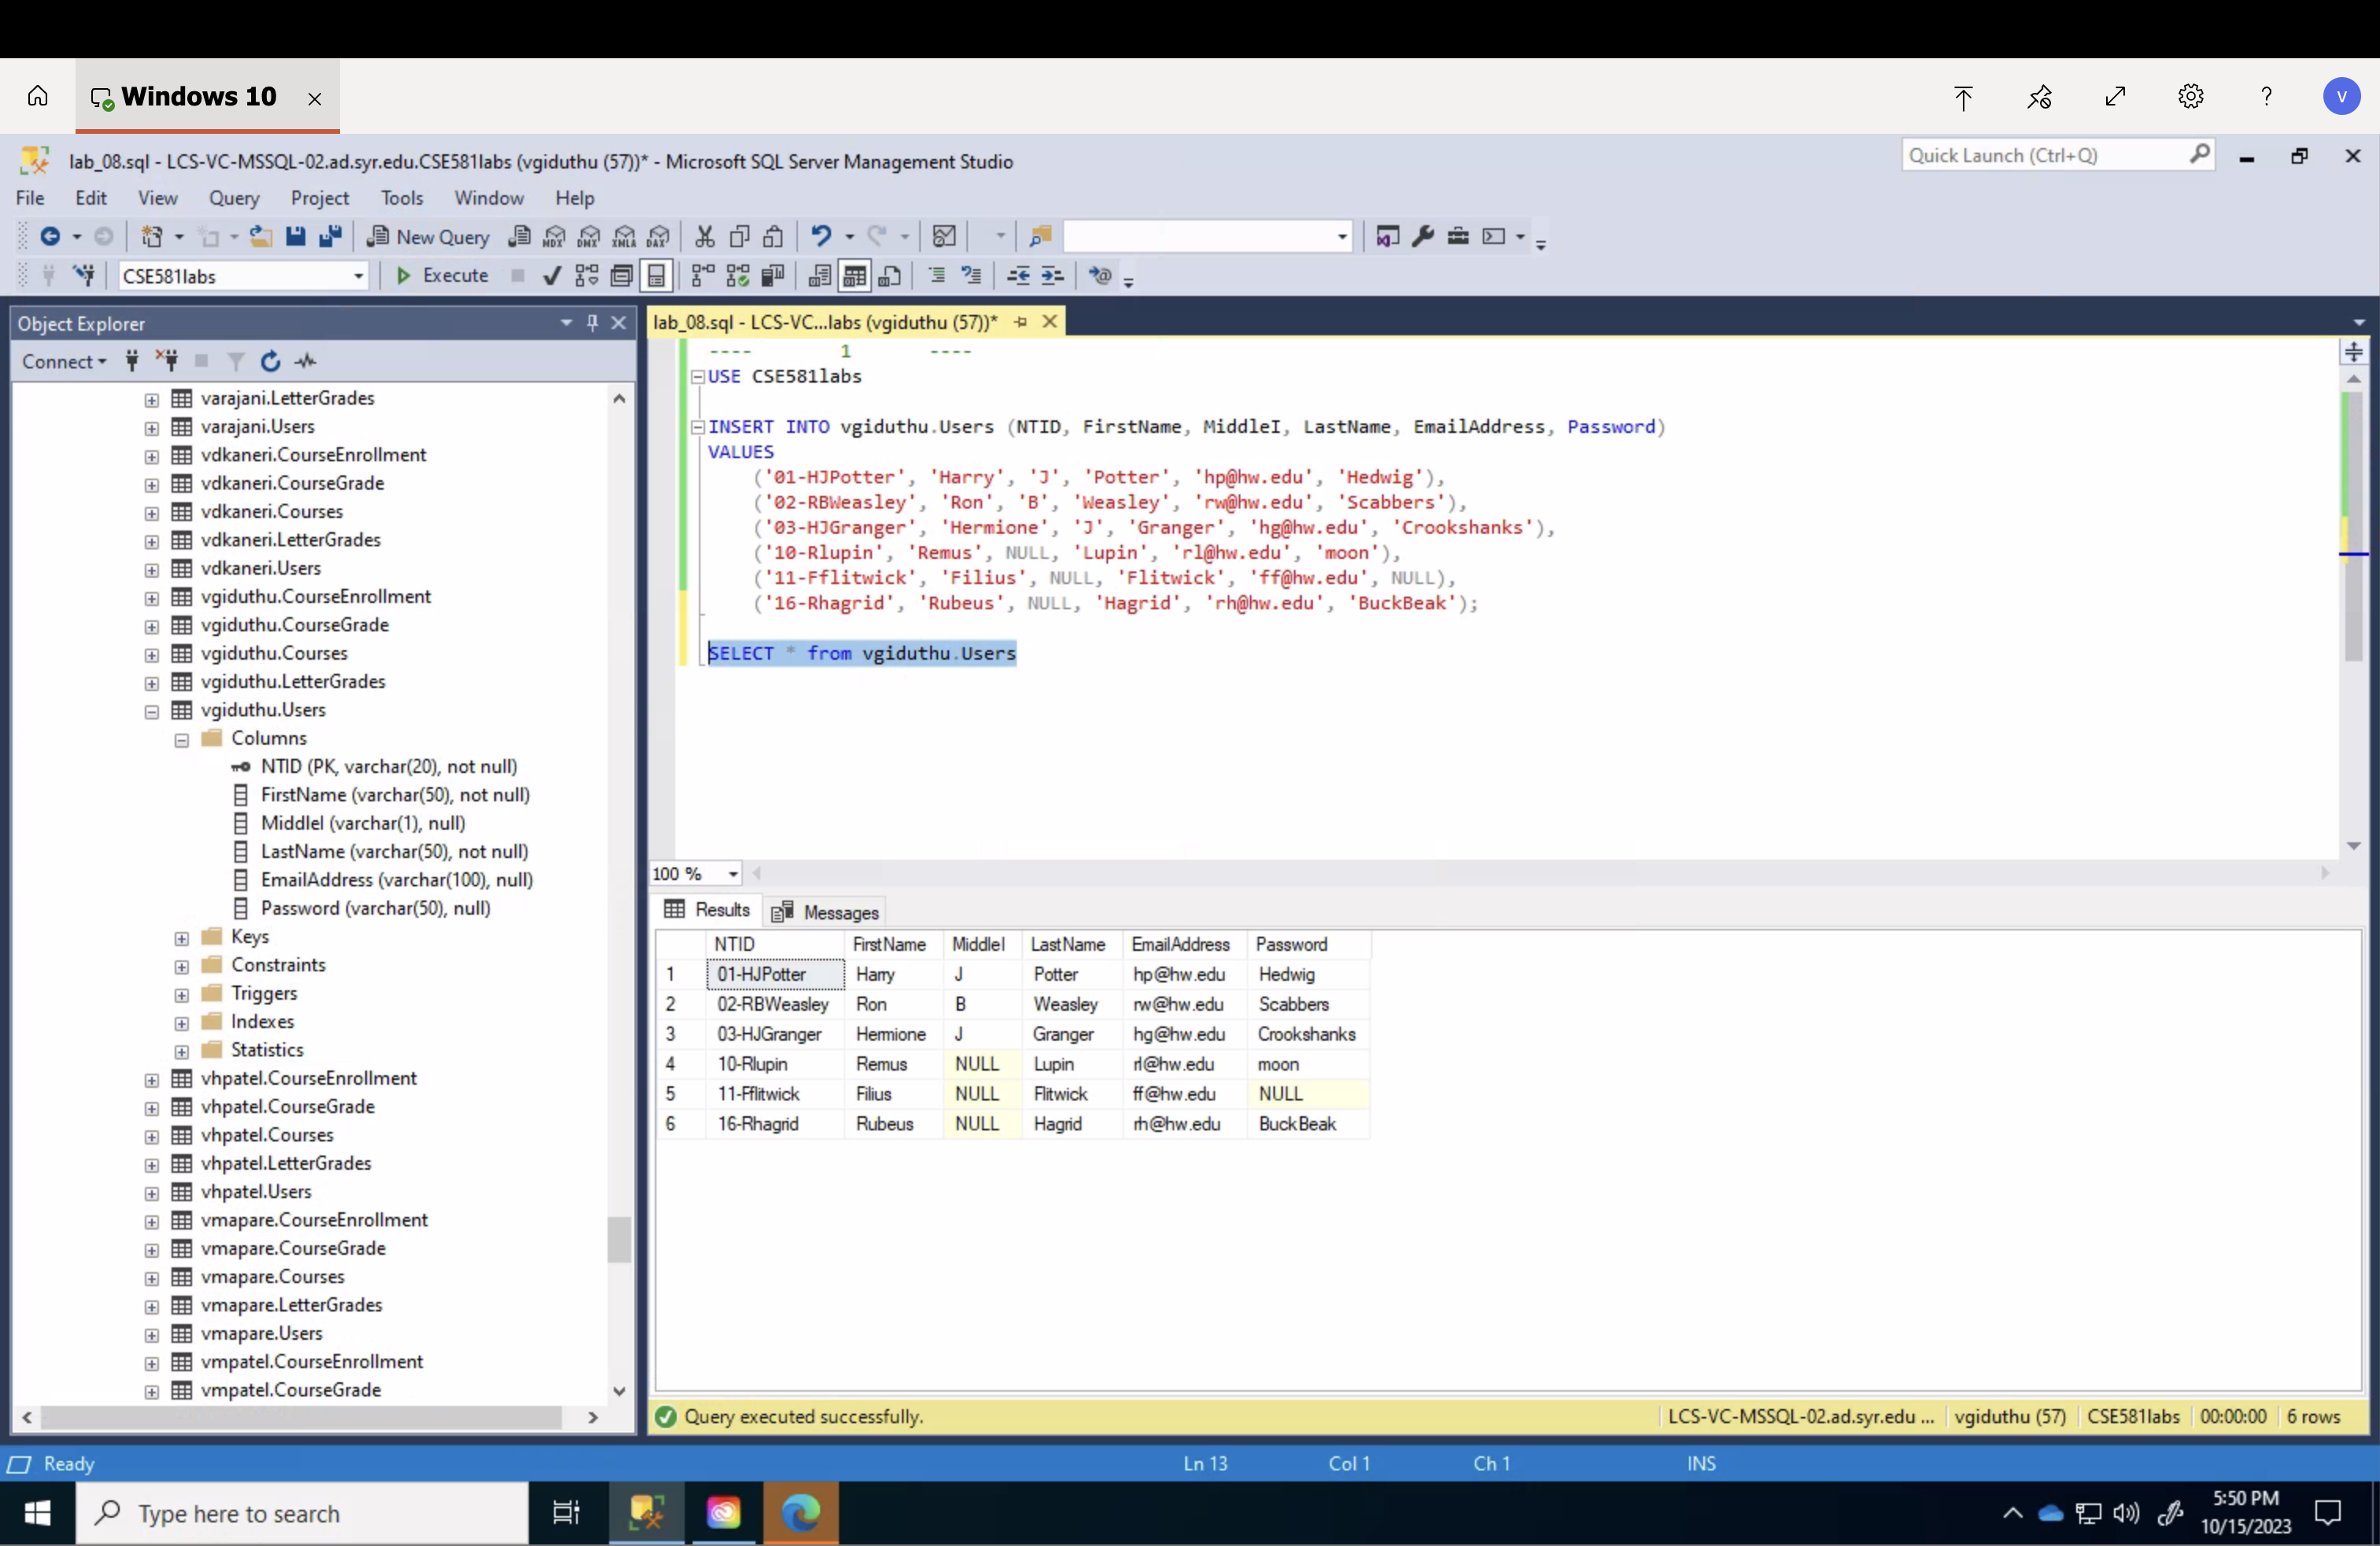 Windows 10
?
V
lab_08.sql - LCS-VC-MSSQL-02.ad.syr.edu.CSE581labs (vgiduthu (57))* - Microsoft SQL Server Management Studio
Quick Launch (Ctrl+Q)
File Edit View Query Project Tools Window Help
New Query MDX DMX XMLA DAX
CSE581labs Execute
Object Explorer
Connect
varajani.LetterGrades
varajani.Users
vdkaneri.CourseEnrollment
vdkaneri.CourseGrade
vdkaneri.Courses
vdkaneri.LetterGrades
vdkaneri.Users
vgiduthu.CourseEnrollment
vgiduthu.CourseGrade
vgiduthu.Courses
vgiduthu.LetterGrades
vgiduthu.Users
Columns
NTID (PK, varchar(20), not null)
FirstName (varchar(50), not null)
MiddleI (varchar(1), null)
LastName (varchar(50), not null)
EmailAddress (varchar(100), null)
Password (varchar(50), null)
Keys
Constraints
Triggers
Indexes
Statistics
vhpatel.CourseEnrollment
vhpatel.CourseGrade
vhpatel.Courses
vhpatel.LetterGrades
vhpatel.Users
vmapare.CourseEnrollment
vmapare.CourseGrade
vmapare.Courses
vmapare.LetterGrades
vmapare.Users
vmpatel.CourseEnrollment
vmpatel.CourseGrade
lab_08.sql - LCS-VC...labs (vgiduthu (57))*
---- 1 ----
USE CSE581labs
INSERT INTO vgiduthu.Users (NTID, FirstName, MiddleI, LastName, EmailAddress, Password)
VALUES
('01-HJPotter', 'Harry', 'J', 'Potter', 'hp@hw.edu', 'Hedwig'),
('02-RBWeasley', 'Ron', 'B', 'Weasley', 'rw@hw.edu', 'Scabbers'),
('03-HJGranger', 'Hermione', 'J', 'Granger', 'hg@hw.edu', 'Crookshanks'),
('10-Rlupin', 'Remus', NULL, 'Lupin', 'rl@hw.edu', 'moon'),
('11-Fflitwick', 'Filius', NULL, 'Flitwick', 'ff@hw.edu', NULL),
('16-Rhagrid', 'Rubeus', NULL, 'Hagrid', 'rh@hw.edu', 'BuckBeak');
SELECT * from vgiduthu.Users
100 %
Results Messages
NTID FirstName MiddleI LastName EmailAddress Password
1 01-HJPotter Harry J Potter hp@hw.edu Hedwig
2 02-RBWeasley Ron B Weasley rw@hw.edu Scabbers
3 03-HJGranger Hermione J Granger hg@hw.edu Crookshanks
4 10-Rlupin Remus NULL Lupin rl@hw.edu moon
5 11-Fflitwick Filius NULL Flitwick ff@hw.edu NULL
6 16-Rhagrid Rubeus NULL Hagrid rh@hw.edu BuckBeak
Query executed successfully. LCS-VC-MSSQL-02.ad.syr.edu ... vgiduthu (57) CSE581labs 00:00:00 6 rows
Ready Ln 13 Col 1 Ch 1 INS
Type here to search
5:50 PM
10/15/2023